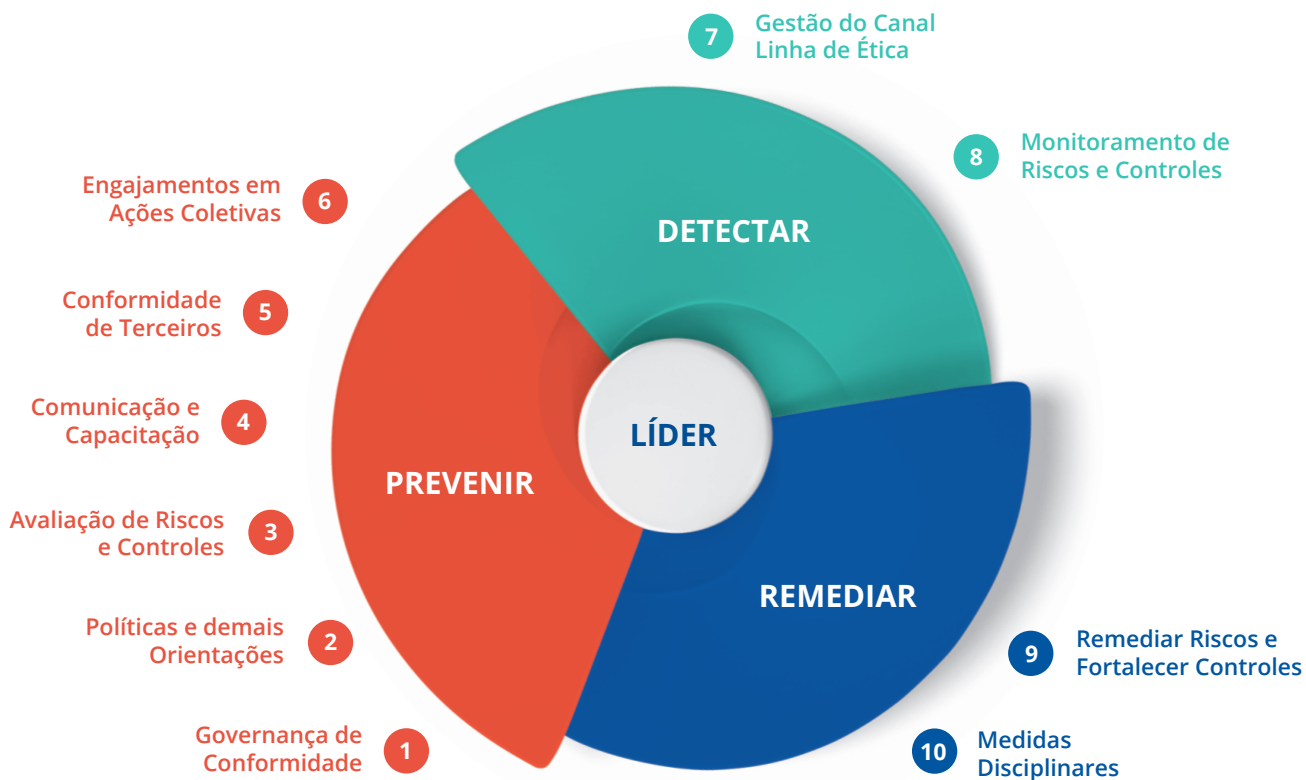 7
Gestão do Canal
Linha de Ética
8
Monitoramento de
Riscos e Controles
6
Engajamentos em
Ações Coletivas
DETECTAR
5
Conformidade
de Terceiros
4
Comunicação e
Capacitação
LÍDER
PREVENIR
3
Avaliação de Riscos
e Controles
REMEDIAR
2
Políticas e demais
Orientações
9
Remediar Riscos e
Fortalecer Controles
1
Governança de
Conformidade
10
Medidas
Disciplinares